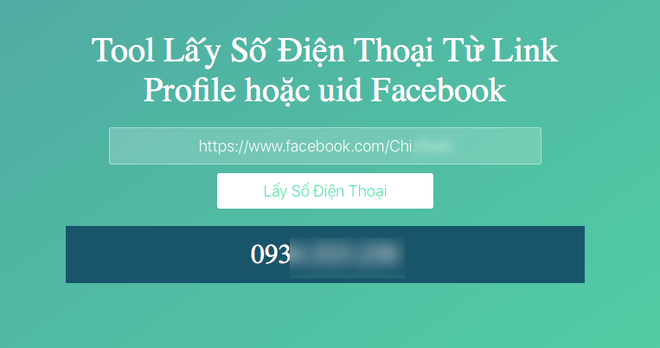 Tool Lấy Số Điện Thoại Từ Link
Profile hoặc uid Facebook
https://www.facebook.com/Chi.
Lấy Số Điện Thoại
093